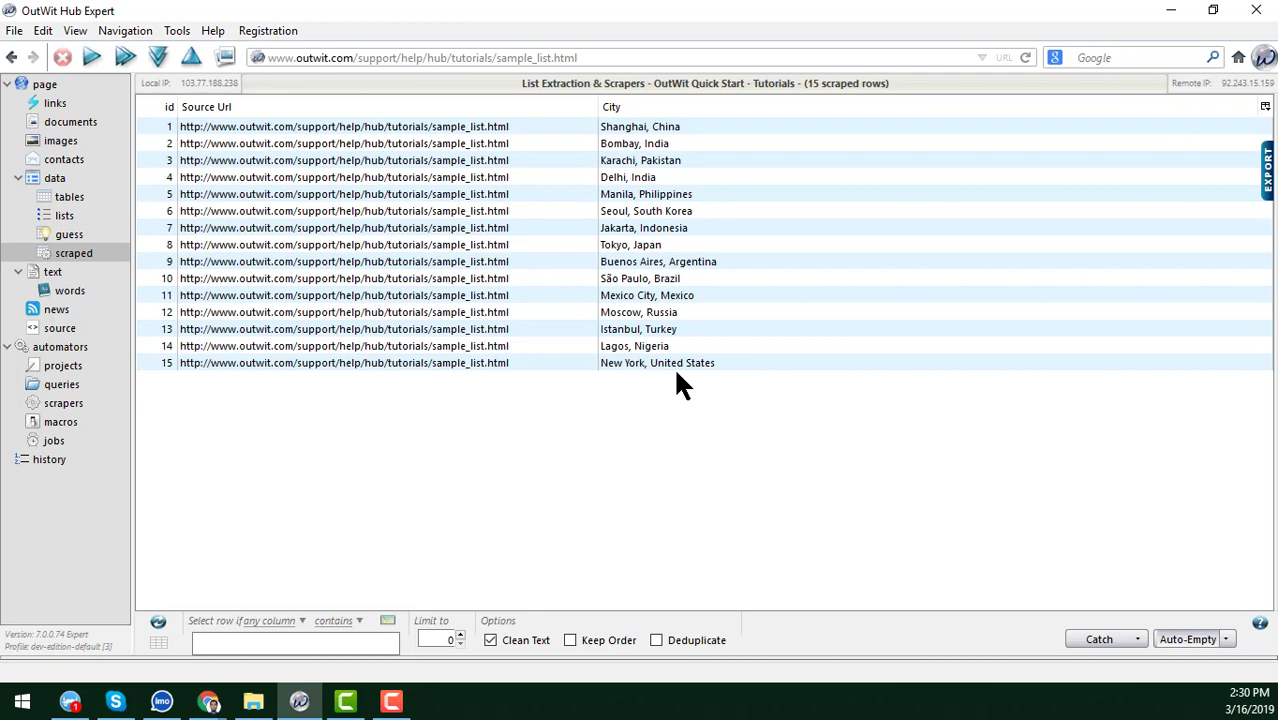 OutWit Hub Expert
File Edit View Navigation Tools Help Registration
www.outwit.com/support/help/hub/tutorials/sample_list.html URL Google
page Local IP: 103.77.188.238 List Extraction & Scrapers - OutWit Quick Start - Tutorials - (15 scraped rows) Remote IP: 92.243.15.159
links
documents
images
contacts
data
tables
lists
guess
scraped
text
words
news
source
automators
projects
queries
scrapers
macros
jobs
history
id Source Url City
1 http://www.outwit.com/support/help/hub/tutorials/sample_list.html Shanghai, China
2 http://www.outwit.com/support/help/hub/tutorials/sample_list.html Bombay, India
3 http://www.outwit.com/support/help/hub/tutorials/sample_list.html Karachi, Pakistan
4 http://www.outwit.com/support/help/hub/tutorials/sample_list.html Delhi, India
5 http://www.outwit.com/support/help/hub/tutorials/sample_list.html Manila, Philippines
6 http://www.outwit.com/support/help/hub/tutorials/sample_list.html Seoul, South Korea
7 http://www.outwit.com/support/help/hub/tutorials/sample_list.html Jakarta, Indonesia
8 http://www.outwit.com/support/help/hub/tutorials/sample_list.html Tokyo, Japan
9 http://www.outwit.com/support/help/hub/tutorials/sample_list.html Buenos Aires, Argentina
10 http://www.outwit.com/support/help/hub/tutorials/sample_list.html São Paulo, Brazil
11 http://www.outwit.com/support/help/hub/tutorials/sample_list.html Mexico City, Mexico
12 http://www.outwit.com/support/help/hub/tutorials/sample_list.html Moscow, Russia
13 http://www.outwit.com/support/help/hub/tutorials/sample_list.html Istanbul, Turkey
14 http://www.outwit.com/support/help/hub/tutorials/sample_list.html Lagos, Nigeria
15 http://www.outwit.com/support/help/hub/tutorials/sample_list.html New York, United States
EXPORT
Select row if any column contains Limit to Options
0 Clean Text Keep Order Deduplicate Catch Auto-Empty
Version: 7.0.0.74 Expert
Profile: dev-edition-default [3]
2:30 PM
3/16/2019